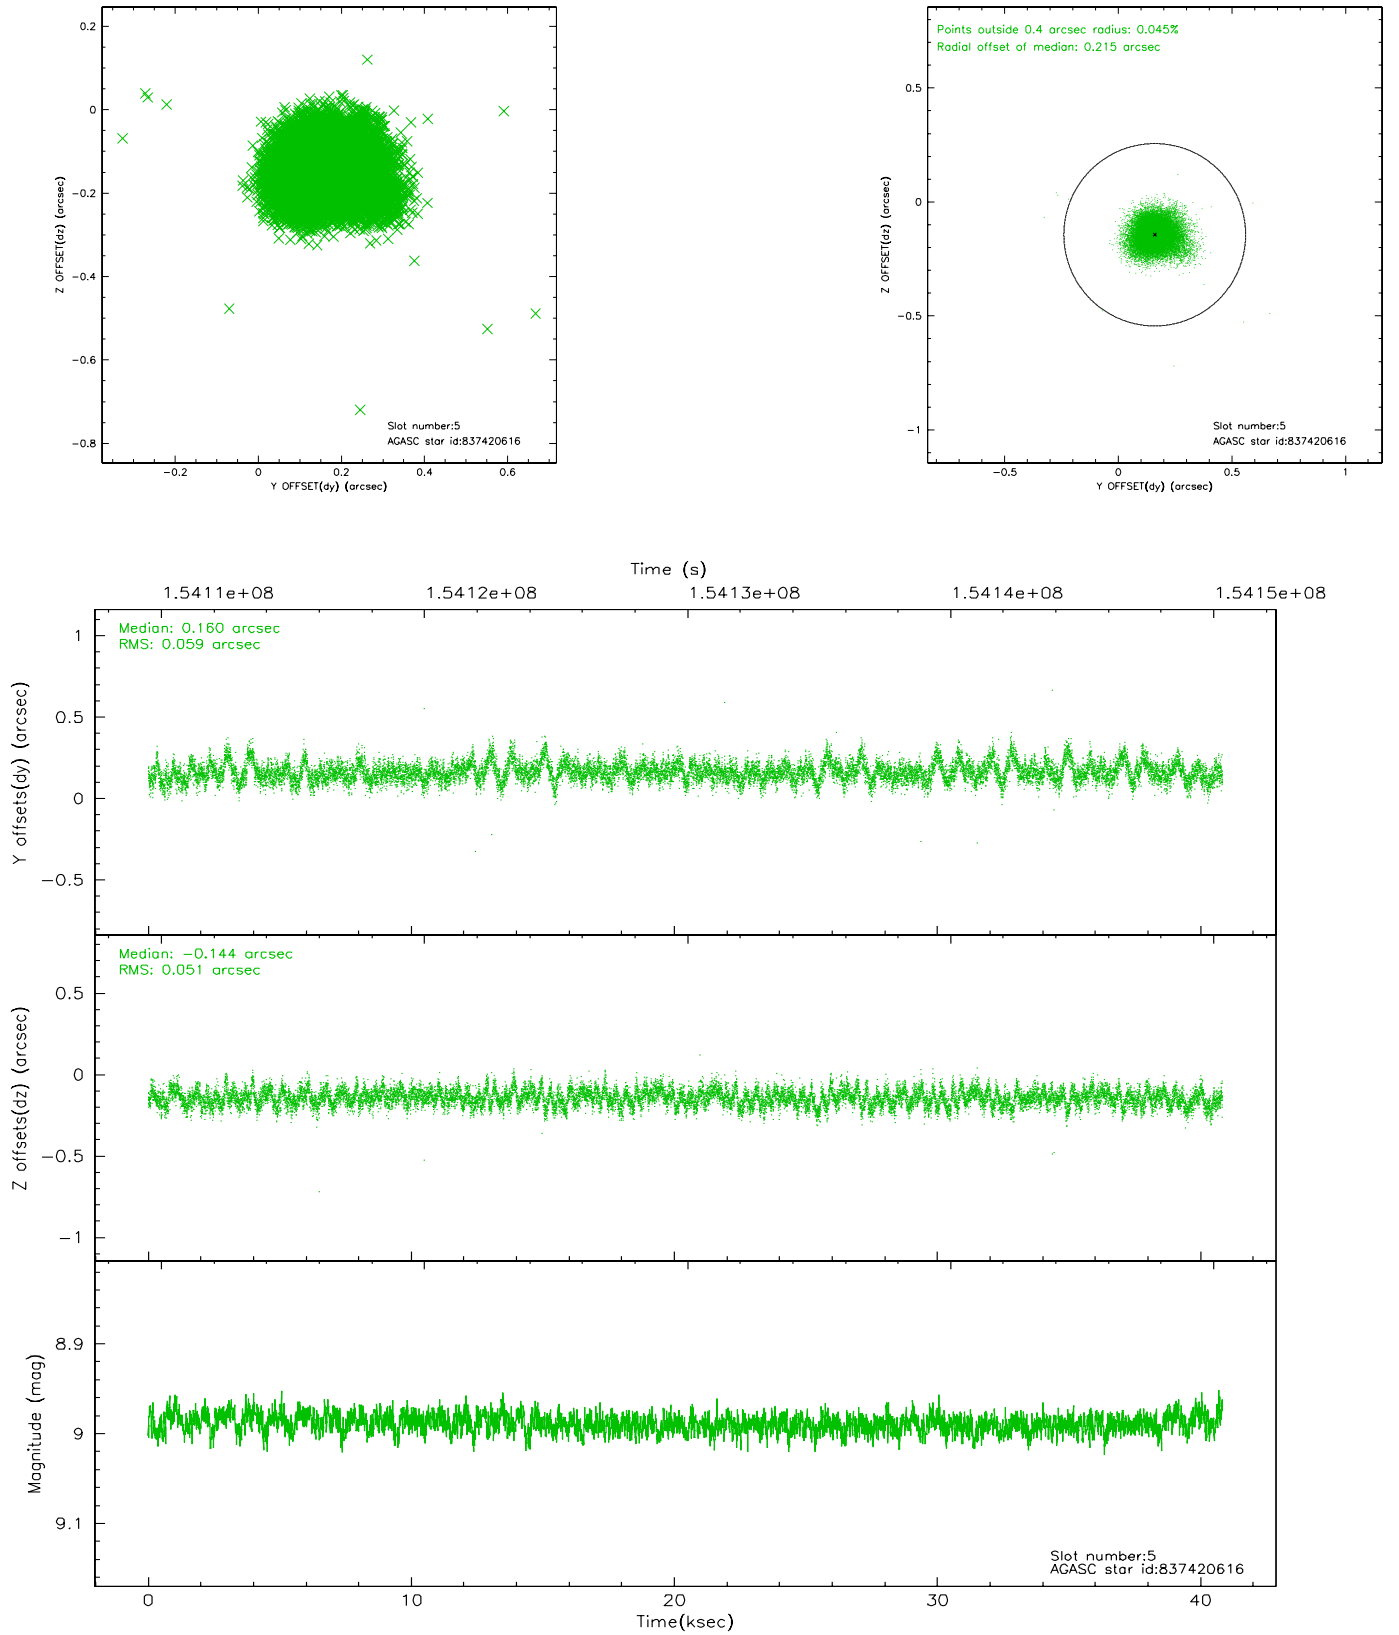 0.2
0
−0.2
−0.4
−0.6
−0.8
Z OFFSET(dz) (arcsec)
Slot number:5
AGASC star id:837420616
−0.2 0 0.2 0.4 0.6
Y OFFSET(dy) (arcsec)
Points outside 0.4 arcsec radius: 0.045%
Radial offset of median: 0.215 arcsec
0.5
0
−0.5
−1
Z OFFSET(dz) (arcsec)
Slot number:5
AGASC star id:837420616
−0.5 0 0.5 1
Y OFFSET(dy) (arcsec)
Time (s)
1.5411e+08 1.5412e+08 1.5413e+08 1.5414e+08 1.5415e+08
Median: 0.160 arcsec
RMS: 0.059 arcsec
1
0.5
0
−0.5
Y offsets(dy) (arcsec)
Median: −0.144 arcsec
RMS: 0.051 arcsec
0.5
0
−0.5
−1
Z offsets(dz) (arcsec)
8.9
9
9.1
Magnitude (mag)
Slot number:5
AGASC star id:837420616
0 10 20 30 40
Time(ksec)